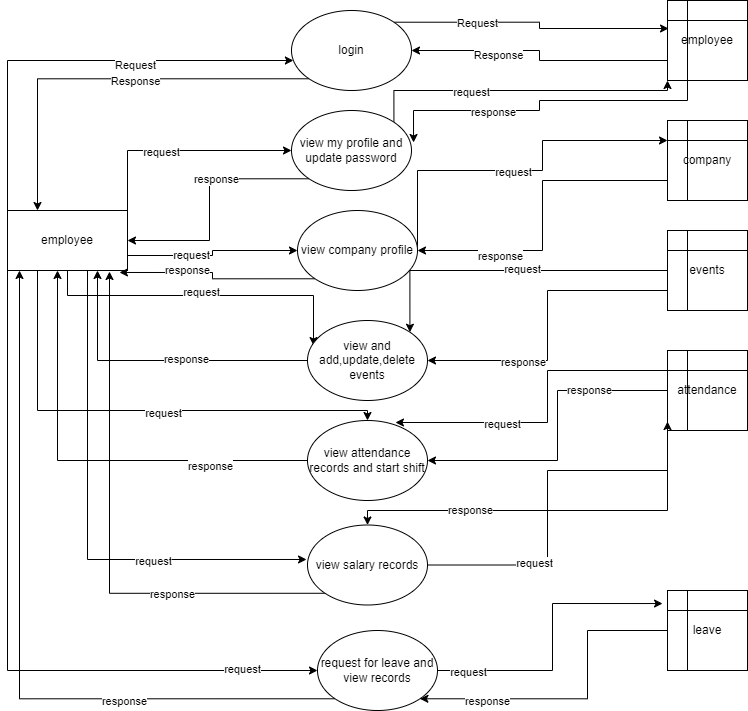 Request
login
employee
Response
Request
Response
request
response
view my profile and
update password
request
company
request
response
employee
view company profile
request
response
response
request
events
request
view and
add,update,delete
events
response
response
attendance
response
request
request
view attendance
records and start shift
response
response
view salary records
request
request
response
leave
request for leave and
view records
request
request
response
response